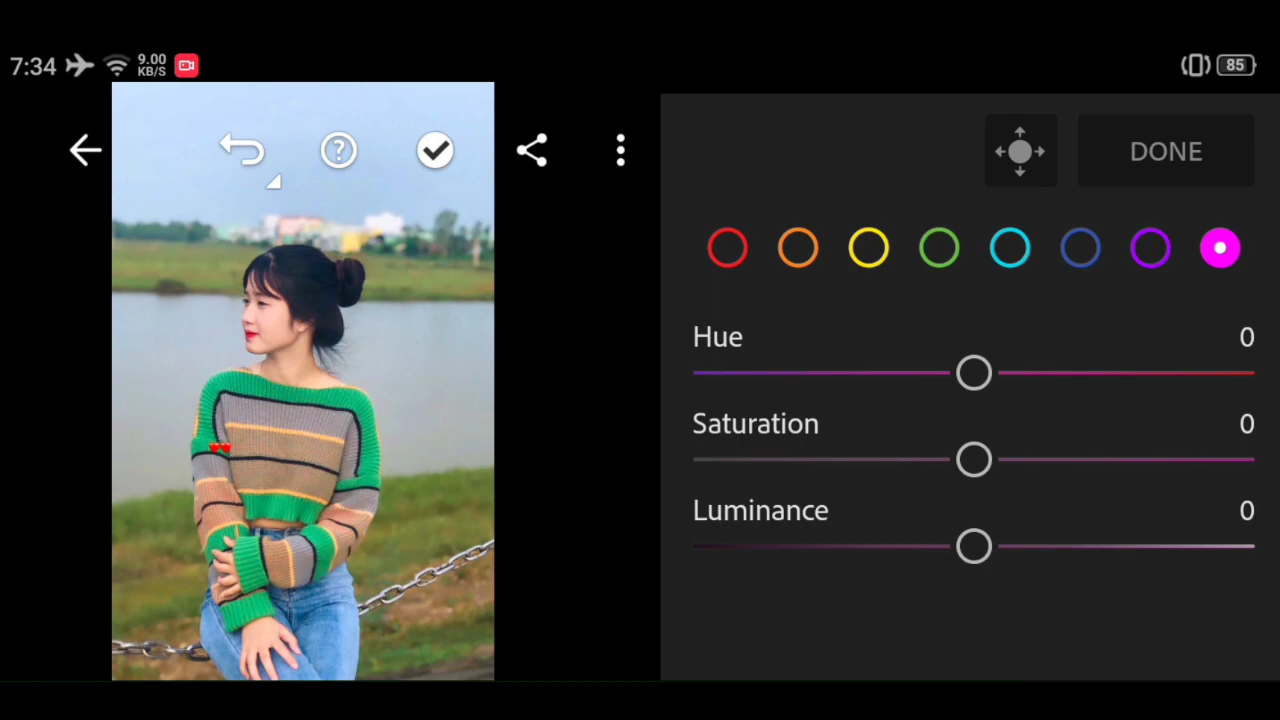 7:34
9.00
KB/S
85
?
DONE
Hue 0
Saturation 0
Luminance 0